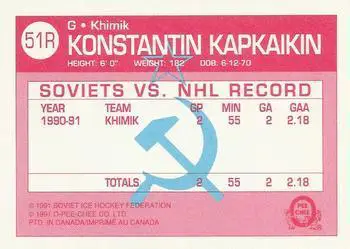 51R
G • Khimik
KONSTANTIN KAPKAIKIN
HEIGHT: 6' 0" WEIGHT: 182 DOB: 6-12-70
SOVIETS VS. NHL RECORD
YEAR TEAM GP MIN GA GAA
1990-91 KHIMIK 2 55 2 2.18
TOTALS 2 55 2 2.18
© 1991 SOVIET ICE HOCKEY FEDERATION
© 1991 O-PEE-CHEE CO. LTD.
PTD. IN CANADA/IMPRIMÉ AU CANADA
O
PEE
CHEE